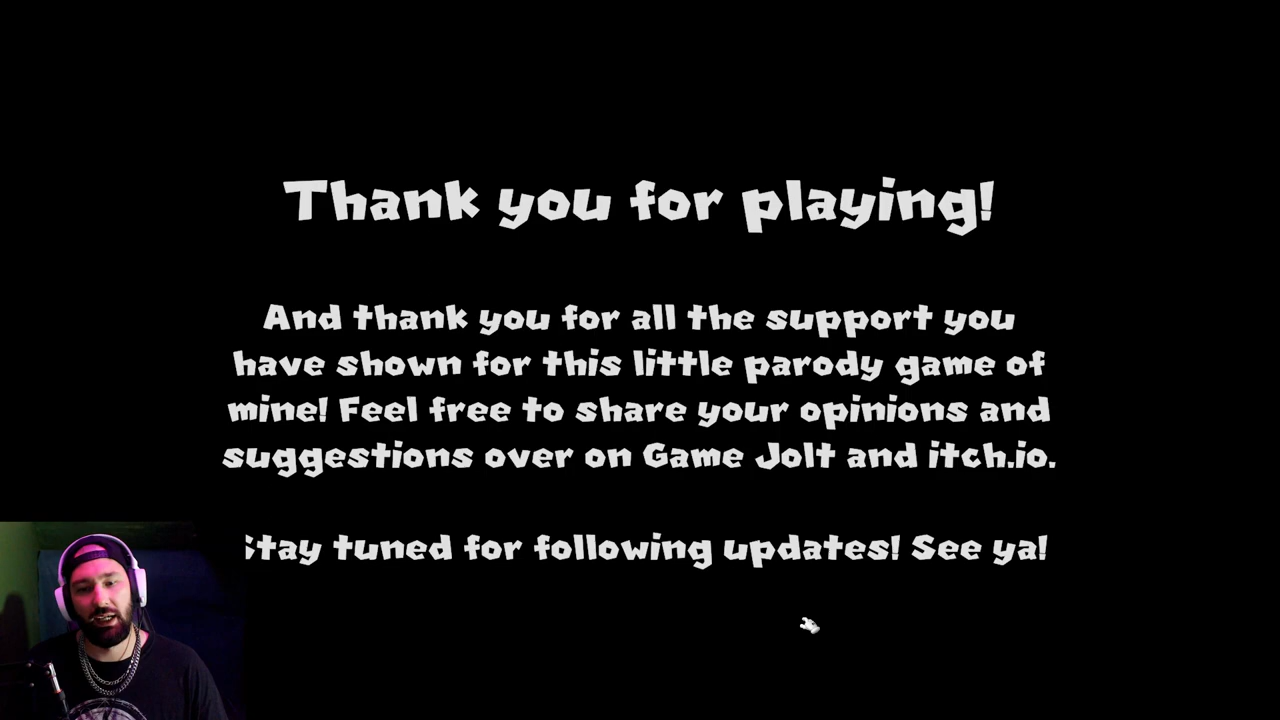 Thank you for playing!
And thank you for all the support you
have shown for this little parody game of
mine! Feel free to share your opinions and
suggestions over on Game Jolt and itch.io.
Stay tuned for following updates! See ya!